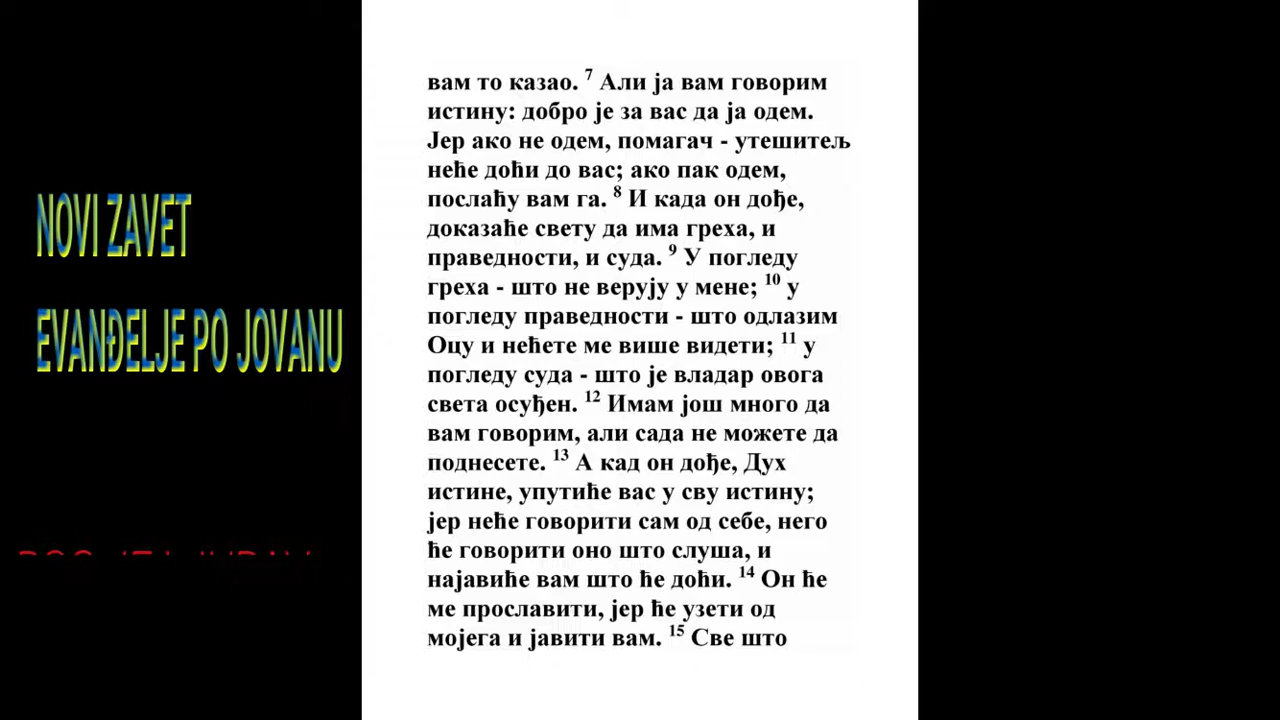 NOVI ZAVET
EVANĐELJE PO JOVANU
вам то казао. 7 Али ја вам говорим
истину: добро је за вас да ја одем.
Јер ако не одем, помагач - утешитељ
неће доћи до вас; ако пак одем,
послаћу вам га. 8 И када он дође,
доказаће свету да има греха, и
праведности, и суда. 9 У погледу
греха - што не верују у мене; 10 у
погледу праведности - што одлазим
Оцу и нећете ме више видети; 11 у
погледу суда - што је владар овога
света осуђен. 12 Имам још много да
вам говорим, али сада не можете да
поднесете. 13 А кад он дође, Дух
истине, упутиће вас у сву истину;
јер неће говорити сам од себе, него
ће говорити оно што слуша, и
најавиће вам што ће доћи. 14 Он ће
ме прославити, јер ће узети од
мојега и јавити вам. 15 Све што